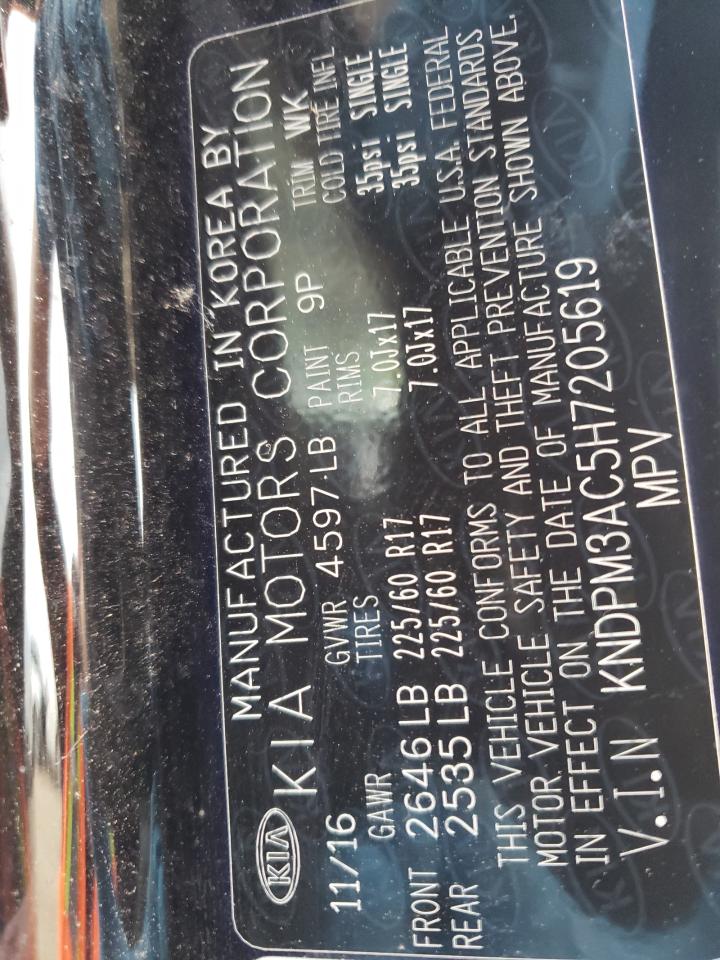 MANUFACTURED IN KOREA BY
KIA KIA MOTORS CORPORATION
11/16 GVWR 4597 LB PAINT 9P TRIM WK
GAWR TIRES RIMS COLD TIRE INFL
FRONT 2646 LB 225/60 R17 7.0Jx17 35psi SINGLE
REAR 2535 LB 225/60 R17 7.0Jx17 35psi SINGLE
THIS VEHICLE CONFORMS TO ALL APPLICABLE U.S.A. FEDERAL
MOTOR VEHICLE SAFETY AND THEFT PREVENTION STANDARDS
IN EFFECT ON THE DATE OF MANUFACTURE SHOWN ABOVE.
V.I.N KNDPM3AC5H7205619
MPV